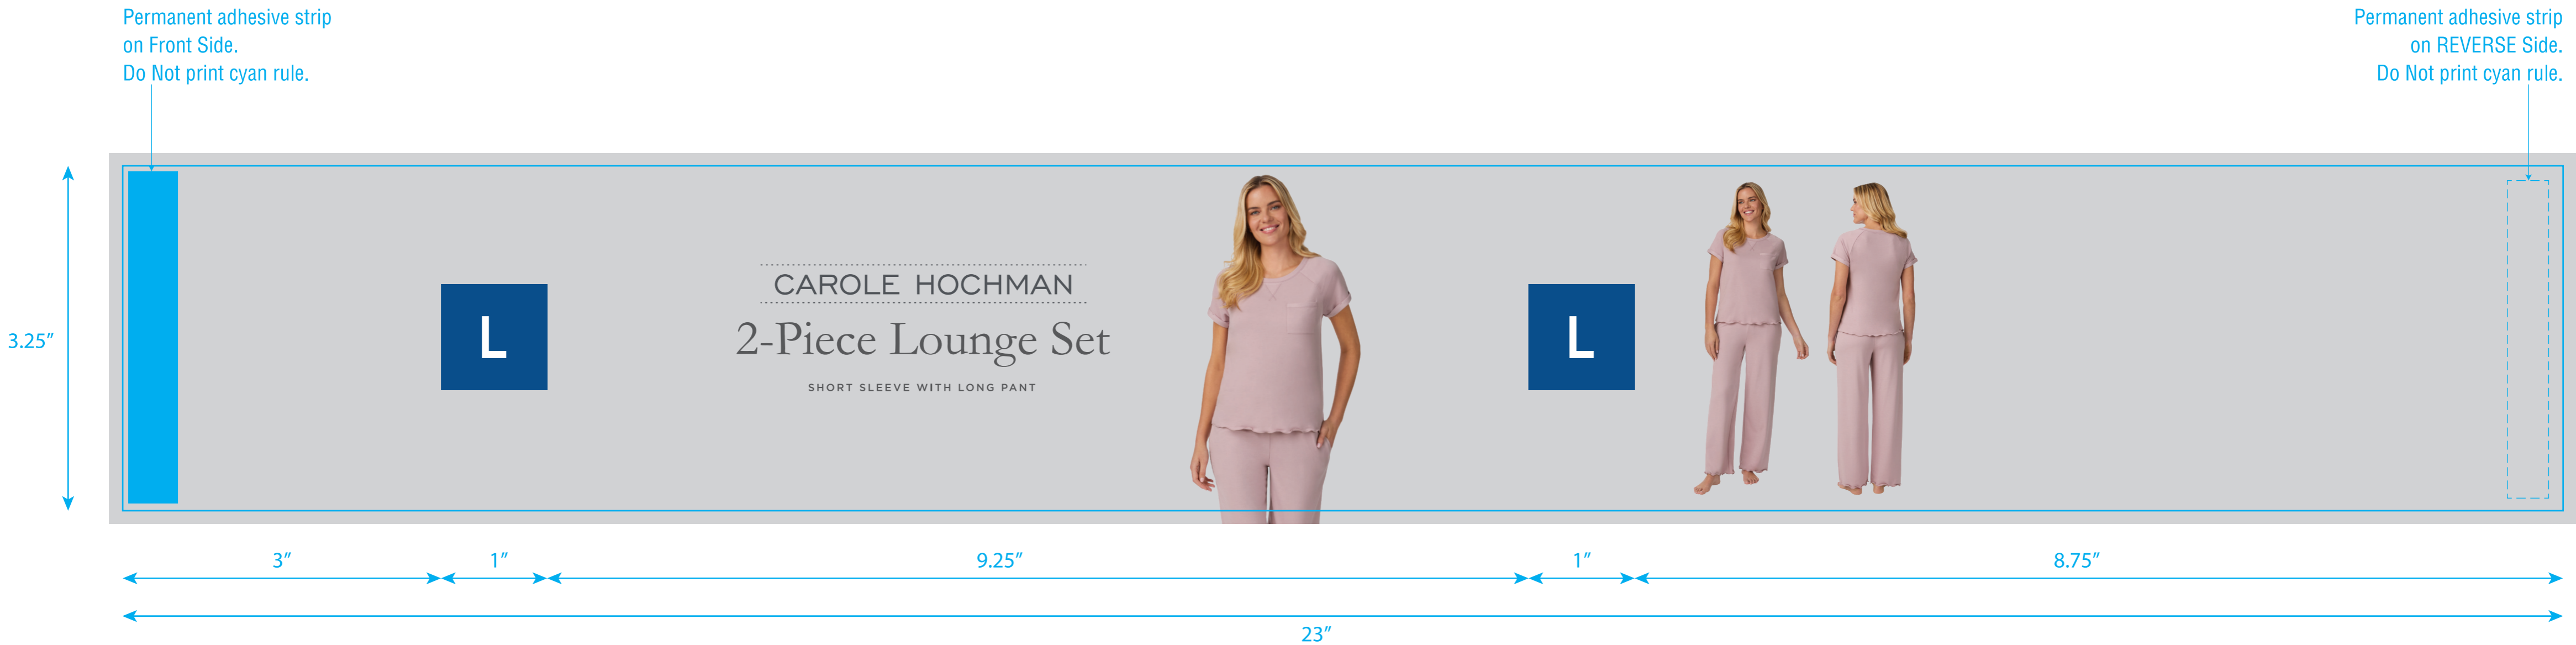 Permanent adhesive strip
on Front Side.
Do Not print cyan rule.
Permanent adhesive strip
on REVERSE Side.
Do Not print cyan rule.
3.25”
L
CAROLE HOCHMAN
2-Piece Lounge Set
SHORT SLEEVE WITH LONG PANT
L
3”
1”
9.25”
1”
8.75”
23”